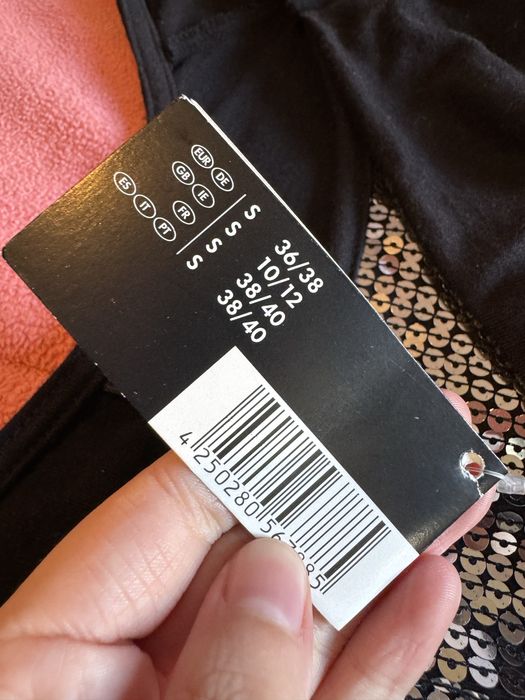 EUR DE S 36/38
GB IE S 10/12
FR S 38/40
ES IT PT S 38/40
4 250280